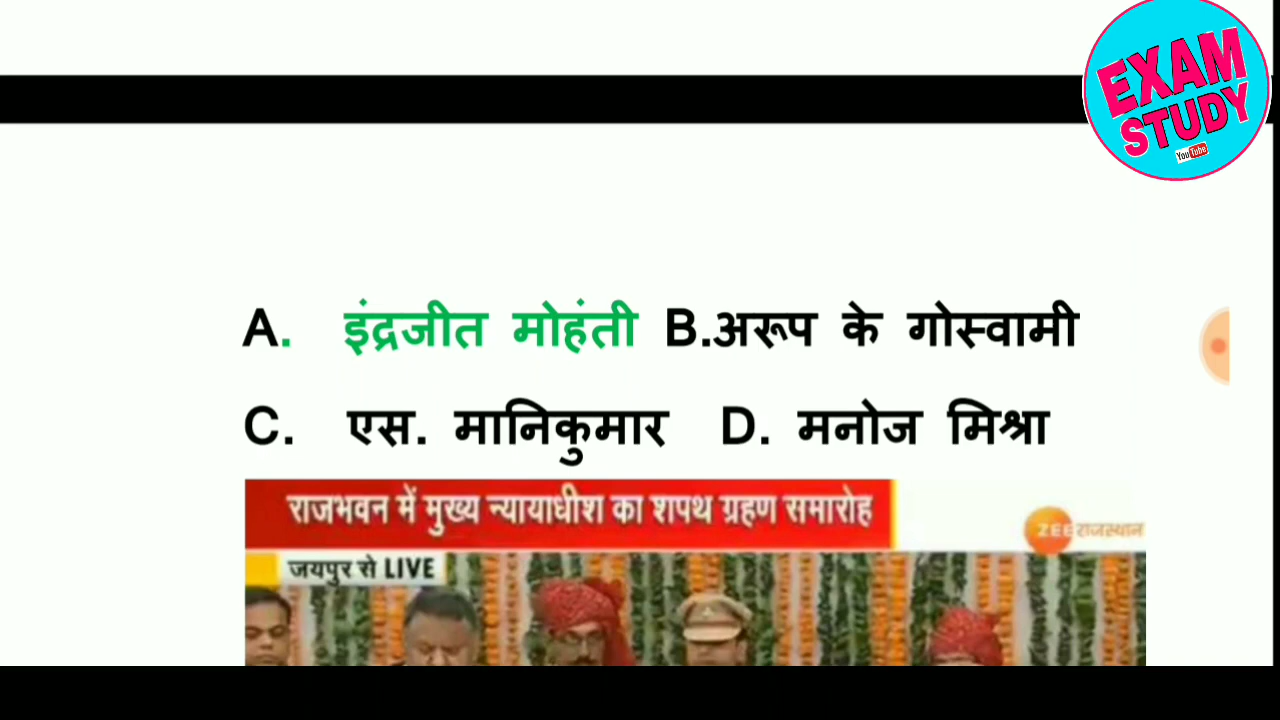 EXAM
STUDY
YouTube
A. इंद्रजीत मोहंती B.अरूप के गोस्वामी
C. एस. मानिकुमार D. मनोज मिश्रा
राजभवन में मुख्य न्यायाधीश का शपथ ग्रहण समारोह
ZEE राजस्थान
जयपुर से LIVE